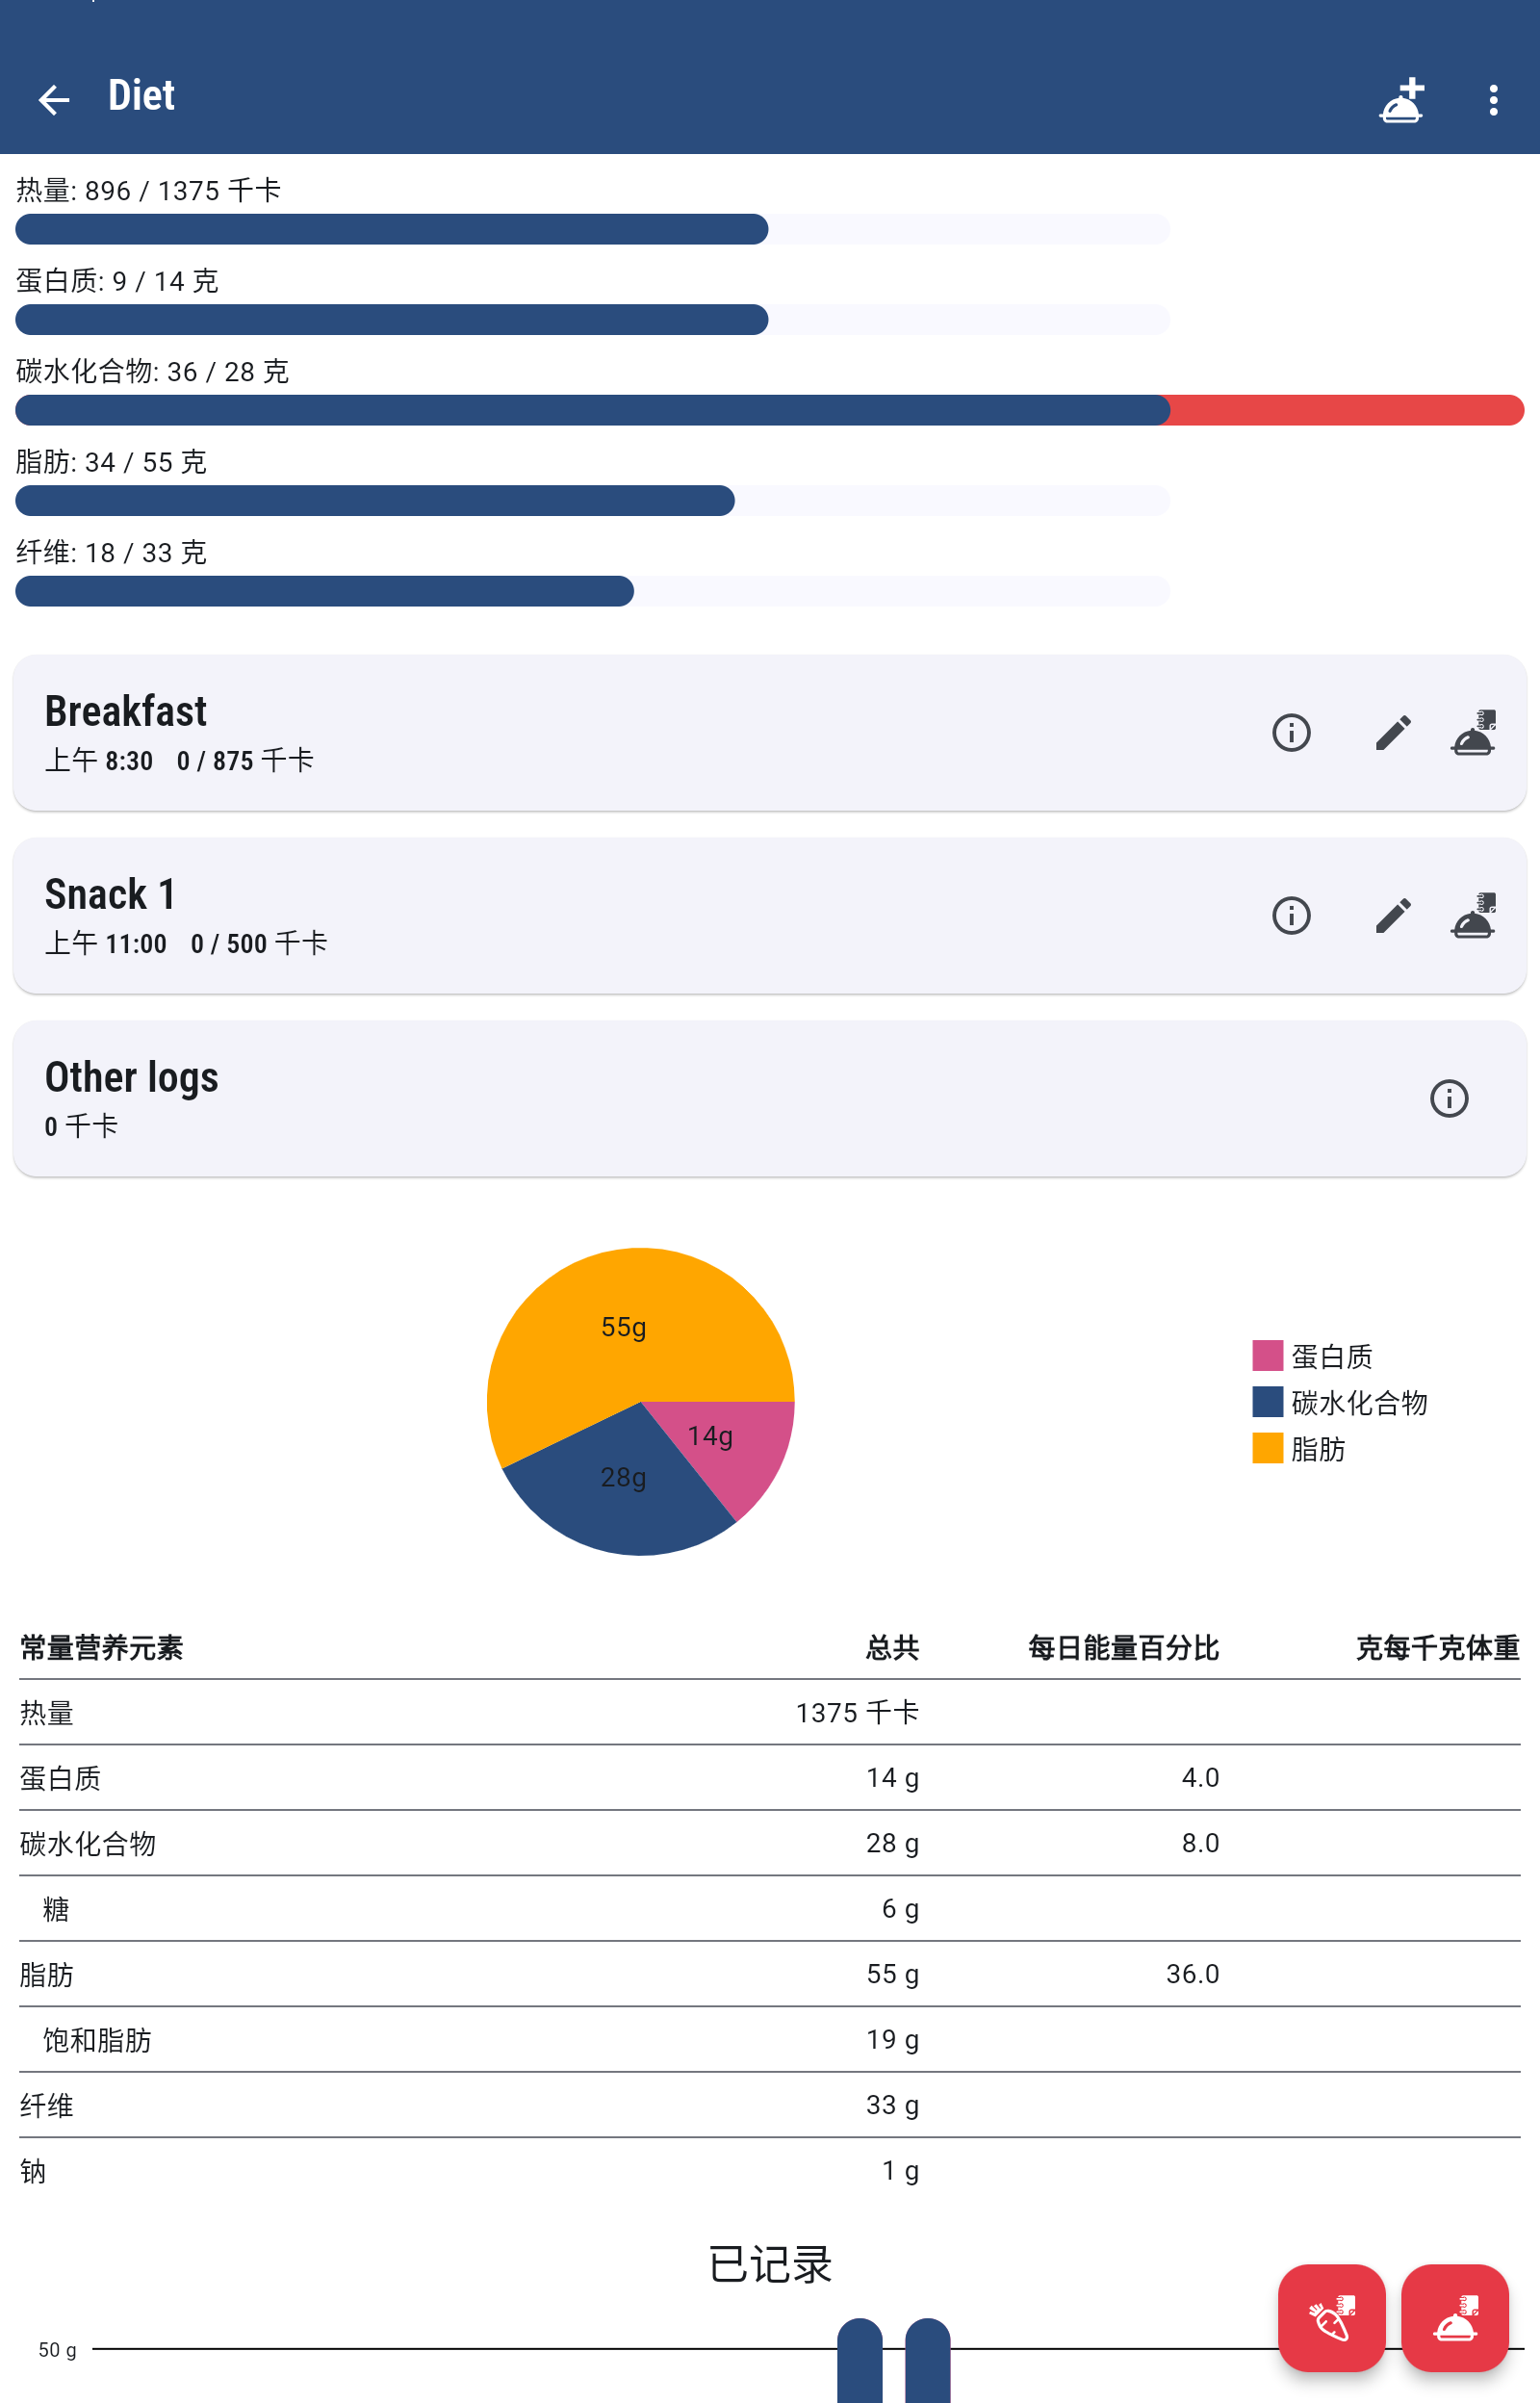 Diet
热量: 896 / 1375 千卡
蛋白质: 9 / 14 克
碳水化合物: 36 / 28 克
脂肪: 34 / 55 克
纤维: 18 / 33 克
Breakfast
上午 8:30 0 / 875 千卡
Snack 1
上午 11:00 0 / 500 千卡
Other logs
0 千卡
55g
14g
28g
蛋白质
碳水化合物
脂肪
常量营养元素 总共 每日能量百分比 克每千克体重
热量 1375 千卡
蛋白质 14 g 4.0
碳水化合物 28 g 8.0
糖 6 g
脂肪 55 g 36.0
饱和脂肪 19 g
纤维 33 g
钠 1 g
已记录
50 g